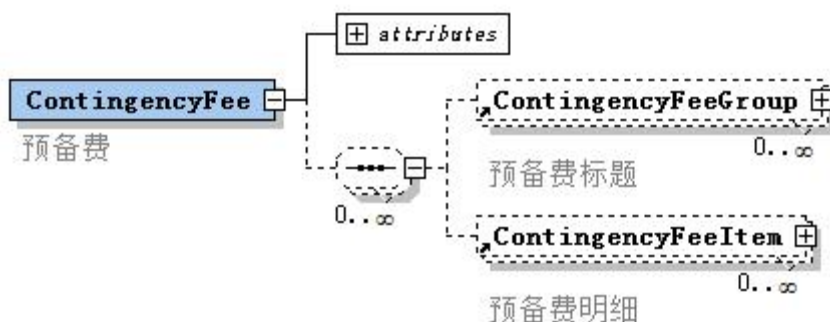 attributes
ContingencyFee
预备费
0..∞
ContingencyFeeGroup
0..∞
预备费标题
ContingencyFeeItem
0..∞
预备费明细